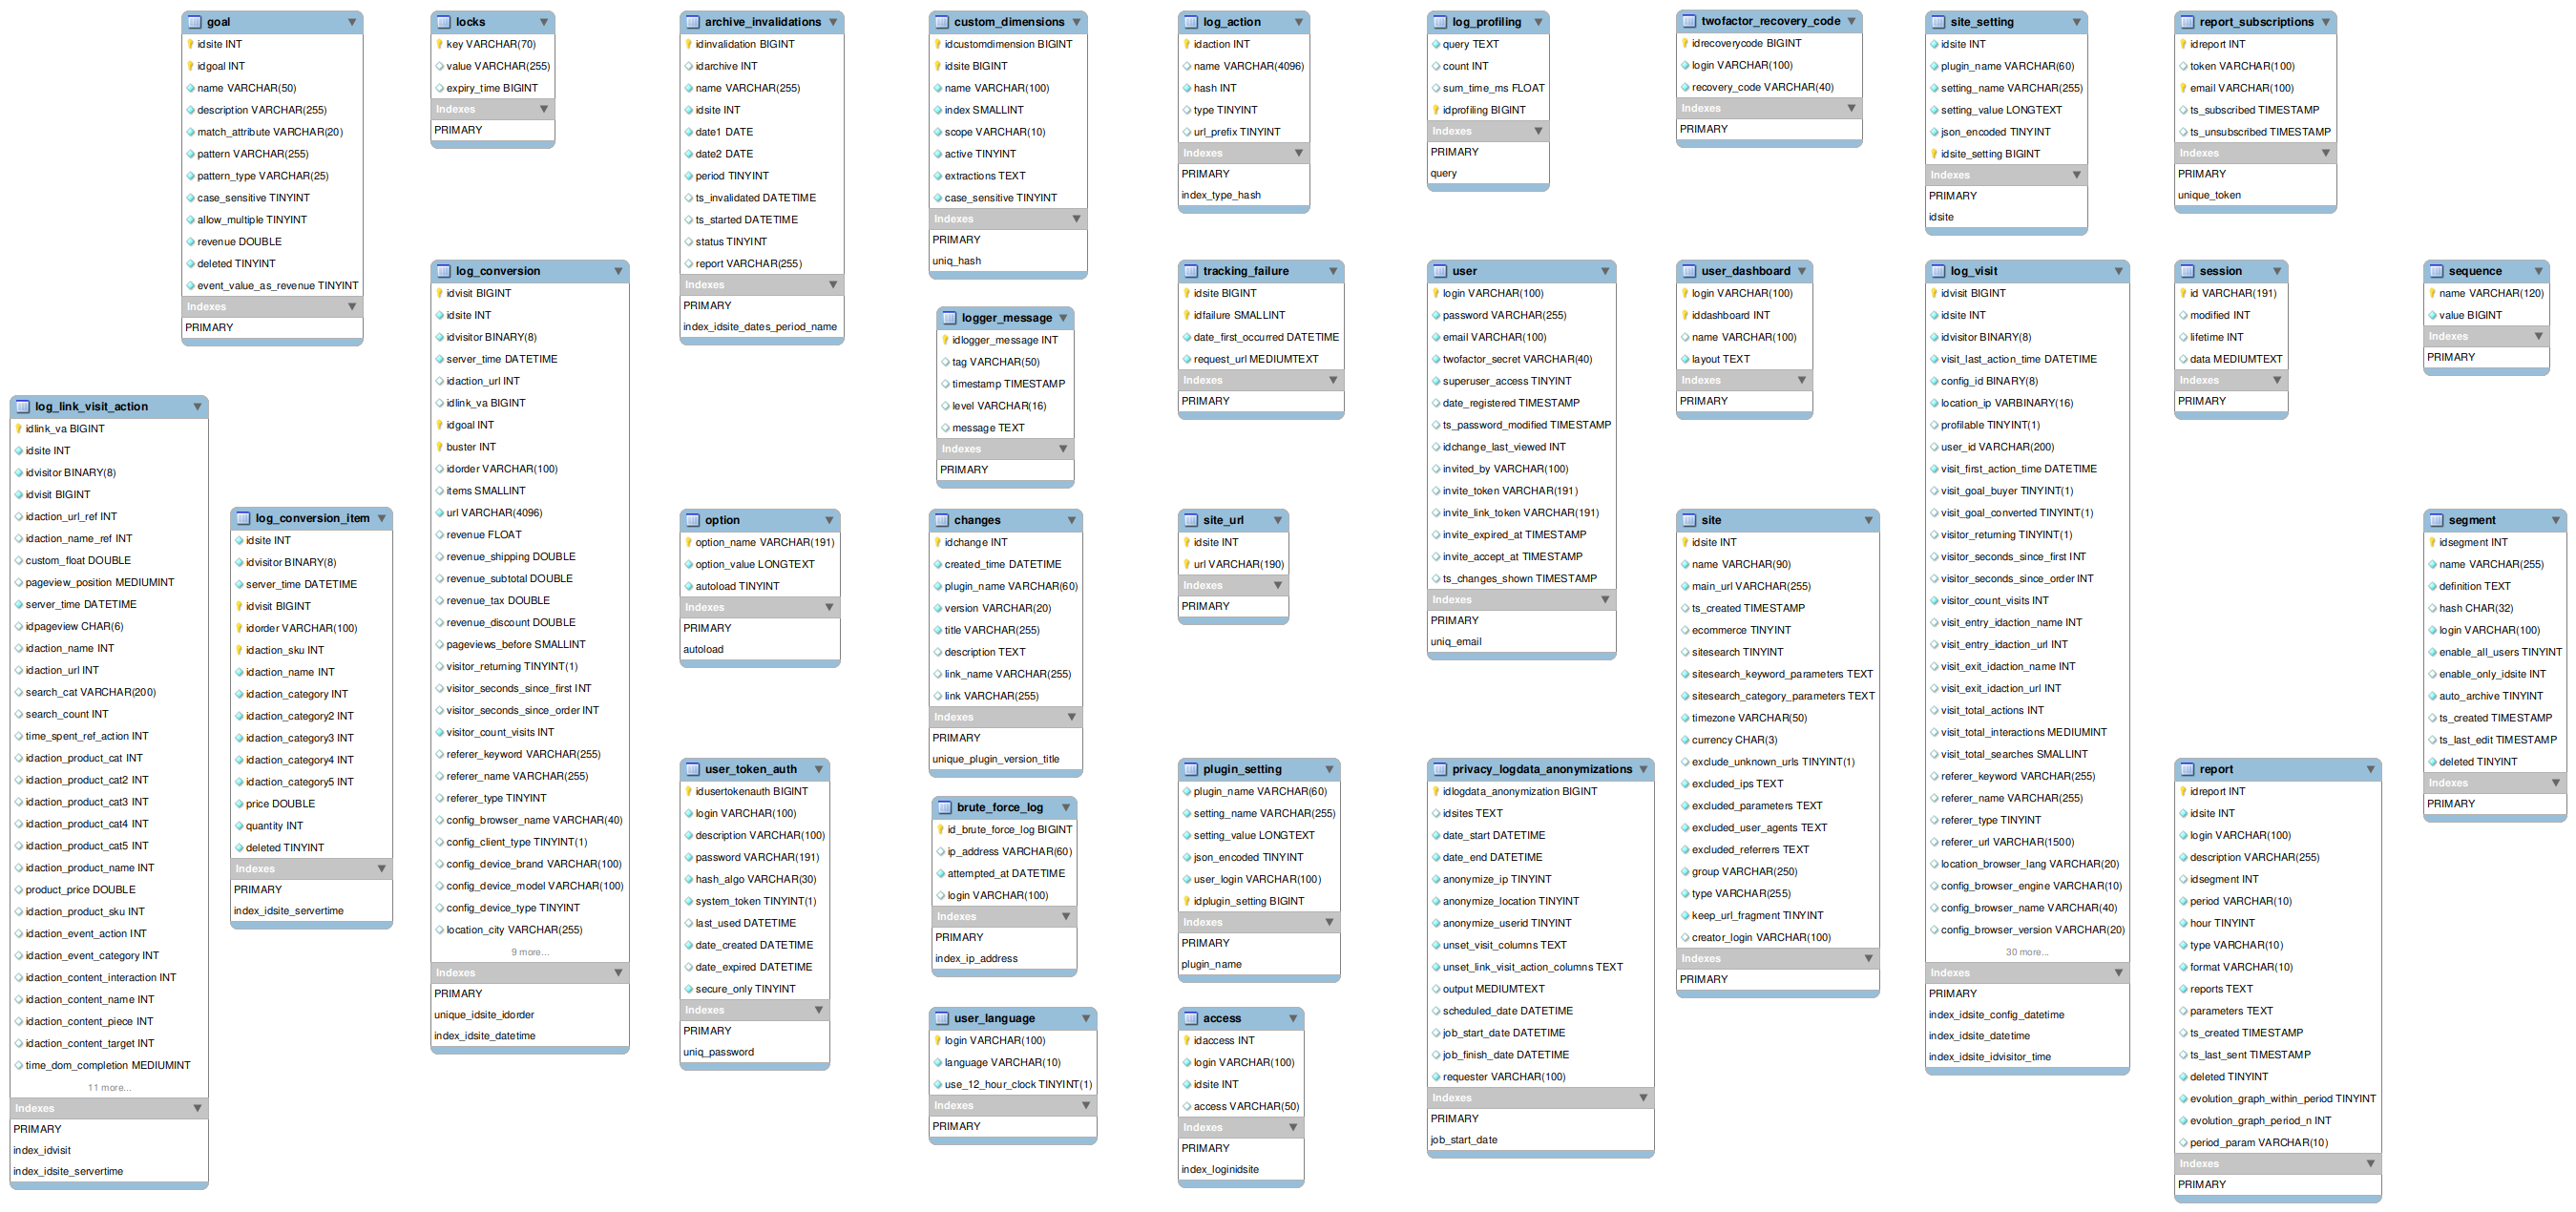 goal
idsite INT
idgoal INT
name VARCHAR(50)
description VARCHAR(255)
match_attribute VARCHAR(20)
pattern VARCHAR(255)
pattern_type VARCHAR(25)
case_sensitive TINYINT
allow_multiple TINYINT
revenue DOUBLE
deleted TINYINT
event_value_as_revenue TINYINT
Indexes
PRIMARY
locks
key VARCHAR(70)
value VARCHAR(255)
expiry_time BIGINT
Indexes
PRIMARY
archive_invalidations
idinvalidation BIGINT
idarchive INT
name VARCHAR(255)
idsite INT
date1 DATE
date2 DATE
period TINYINT
ts_invalidated DATETIME
ts_started DATETIME
status TINYINT
report VARCHAR(255)
Indexes
PRIMARY
index_idsite_dates_period_name
custom_dimensions
idcustomdimension BIGINT
idsite BIGINT
name VARCHAR(100)
index SMALLINT
scope VARCHAR(10)
active TINYINT
extractions TEXT
case_sensitive TINYINT
Indexes
PRIMARY
uniq_hash
log_action
idaction INT
name VARCHAR(4096)
hash INT
type TINYINT
url_prefix TINYINT
Indexes
PRIMARY
index_type_hash
log_profiling
query TEXT
count INT
sum_time_ms FLOAT
idprofiling BIGINT
Indexes
PRIMARY
query
twofactor_recovery_code
idrecoverycode BIGINT
login VARCHAR(100)
recovery_code VARCHAR(40)
Indexes
PRIMARY
site_setting
idsite INT
plugin_name VARCHAR(60)
setting_name VARCHAR(255)
setting_value LONGTEXT
json_encoded TINYINT
idsite_setting BIGINT
Indexes
PRIMARY
idsite
report_subscriptions
idreport INT
token VARCHAR(100)
email VARCHAR(100)
ts_subscribed TIMESTAMP
ts_unsubscribed TIMESTAMP
Indexes
PRIMARY
unique_token
log_conversion
idvisit BIGINT
idsite INT
idvisitor BINARY(8)
server_time DATETIME
idaction_url INT
idlink_va BIGINT
idgoal INT
buster INT
idorder VARCHAR(100)
items SMALLINT
url VARCHAR(4096)
revenue FLOAT
revenue_shipping DOUBLE
revenue_subtotal DOUBLE
revenue_tax DOUBLE
revenue_discount DOUBLE
pageviews_before SMALLINT
visitor_returning TINYINT(1)
visitor_seconds_since_first INT
visitor_seconds_since_order INT
visitor_count_visits INT
referer_keyword VARCHAR(255)
referer_name VARCHAR(255)
referer_type TINYINT
config_browser_name VARCHAR(40)
config_client_type TINYINT(1)
config_device_brand VARCHAR(100)
config_device_model VARCHAR(100)
config_device_type TINYINT
location_city VARCHAR(255)
9 more...
Indexes
PRIMARY
unique_idsite_idorder
index_idsite_datetime
logger_message
idlogger_message INT
tag VARCHAR(50)
timestamp TIMESTAMP
level VARCHAR(16)
message TEXT
Indexes
PRIMARY
tracking_failure
idsite BIGINT
idfailure SMALLINT
date_first_occurred DATETIME
request_url MEDIUMTEXT
Indexes
PRIMARY
user
login VARCHAR(100)
password VARCHAR(255)
email VARCHAR(100)
twofactor_secret VARCHAR(40)
superuser_access TINYINT
date_registered TIMESTAMP
ts_password_modified TIMESTAMP
idchange_last_viewed INT
invited_by VARCHAR(100)
invite_token VARCHAR(191)
invite_link_token VARCHAR(191)
invite_expired_at TIMESTAMP
invite_accept_at TIMESTAMP
ts_changes_shown TIMESTAMP
Indexes
PRIMARY
uniq_email
user_dashboard
login VARCHAR(100)
iddashboard INT
name VARCHAR(100)
layout TEXT
Indexes
PRIMARY
log_visit
idvisit BIGINT
idsite INT
idvisitor BINARY(8)
visit_last_action_time DATETIME
config_id BINARY(8)
location_ip VARBINARY(16)
profilable TINYINT(1)
user_id VARCHAR(200)
visit_first_action_time DATETIME
visit_goal_buyer TINYINT(1)
visit_goal_converted TINYINT(1)
visitor_returning TINYINT(1)
visitor_seconds_since_first INT
visitor_seconds_since_order INT
visitor_count_visits INT
visit_entry_idaction_name INT
visit_entry_idaction_url INT
visit_exit_idaction_name INT
visit_exit_idaction_url INT
visit_total_actions INT
visit_total_interactions MEDIUMINT
visit_total_searches SMALLINT
referer_keyword VARCHAR(255)
referer_name VARCHAR(255)
referer_type TINYINT
referer_url VARCHAR(1500)
location_browser_lang VARCHAR(20)
config_browser_engine VARCHAR(10)
config_browser_name VARCHAR(40)
config_browser_version VARCHAR(20)
30 more...
Indexes
PRIMARY
index_idsite_config_datetime
index_idsite_datetime
index_idsite_idvisitor_time
session
id VARCHAR(191)
modified INT
lifetime INT
data MEDIUMTEXT
Indexes
PRIMARY
sequence
name VARCHAR(120)
value BIGINT
Indexes
PRIMARY
log_link_visit_action
idlink_va BIGINT
idsite INT
idvisitor BINARY(8)
idvisit BIGINT
idaction_url_ref INT
idaction_name_ref INT
custom_float DOUBLE
pageview_position MEDIUMINT
server_time DATETIME
idpageview CHAR(6)
idaction_name INT
idaction_url INT
search_cat VARCHAR(200)
search_count INT
time_spent_ref_action INT
idaction_product_cat INT
idaction_product_cat2 INT
idaction_product_cat3 INT
idaction_product_cat4 INT
idaction_product_cat5 INT
idaction_product_name INT
product_price DOUBLE
idaction_product_sku INT
idaction_event_action INT
idaction_event_category INT
idaction_content_interaction INT
idaction_content_name INT
idaction_content_piece INT
idaction_content_target INT
time_dom_completion MEDIUMINT
11 more...
Indexes
PRIMARY
index_idvisit
index_idsite_servertime
log_conversion_item
idsite INT
idvisitor BINARY(8)
server_time DATETIME
idvisit BIGINT
idorder VARCHAR(100)
idaction_sku INT
idaction_name INT
idaction_category INT
idaction_category2 INT
idaction_category3 INT
idaction_category4 INT
idaction_category5 INT
price DOUBLE
quantity INT
deleted TINYINT
Indexes
PRIMARY
index_idsite_servertime
option
option_name VARCHAR(191)
option_value LONGTEXT
autoload TINYINT
Indexes
PRIMARY
autoload
changes
idchange INT
created_time DATETIME
plugin_name VARCHAR(60)
version VARCHAR(20)
title VARCHAR(255)
description TEXT
link_name VARCHAR(255)
link VARCHAR(255)
Indexes
PRIMARY
unique_plugin_version_title
site_url
idsite INT
url VARCHAR(190)
Indexes
PRIMARY
site
idsite INT
name VARCHAR(90)
main_url VARCHAR(255)
ts_created TIMESTAMP
ecommerce TINYINT
sitesearch TINYINT
sitesearch_keyword_parameters TEXT
sitesearch_category_parameters TEXT
timezone VARCHAR(50)
currency CHAR(3)
exclude_unknown_urls TINYINT(1)
excluded_ips TEXT
excluded_parameters TEXT
excluded_user_agents TEXT
excluded_referrers TEXT
group VARCHAR(250)
type VARCHAR(255)
keep_url_fragment TINYINT
creator_login VARCHAR(100)
Indexes
PRIMARY
segment
idsegment INT
name VARCHAR(255)
definition TEXT
hash CHAR(32)
login VARCHAR(100)
enable_all_users TINYINT
enable_only_idsite INT
auto_archive TINYINT
ts_created TIMESTAMP
ts_last_edit TIMESTAMP
deleted TINYINT
Indexes
PRIMARY
user_token_auth
idusertokenauth BIGINT
login VARCHAR(100)
description VARCHAR(100)
password VARCHAR(191)
hash_algo VARCHAR(30)
system_token TINYINT(1)
last_used DATETIME
date_created DATETIME
date_expired DATETIME
secure_only TINYINT
Indexes
PRIMARY
uniq_password
brute_force_log
id_brute_force_log BIGINT
ip_address VARCHAR(60)
attempted_at DATETIME
login VARCHAR(100)
Indexes
PRIMARY
index_ip_address
plugin_setting
plugin_name VARCHAR(60)
setting_name VARCHAR(255)
setting_value LONGTEXT
json_encoded TINYINT
user_login VARCHAR(100)
idplugin_setting BIGINT
Indexes
PRIMARY
plugin_name
privacy_logdata_anonymizations
idlogdata_anonymization BIGINT
idsites TEXT
date_start DATETIME
date_end DATETIME
anonymize_ip TINYINT
anonymize_location TINYINT
anonymize_userid TINYINT
unset_visit_columns TEXT
unset_link_visit_action_columns TEXT
output MEDIUMTEXT
scheduled_date DATETIME
job_start_date DATETIME
job_finish_date DATETIME
requester VARCHAR(100)
Indexes
PRIMARY
job_start_date
report
idreport INT
idsite INT
login VARCHAR(100)
description VARCHAR(255)
idsegment INT
period VARCHAR(10)
hour TINYINT
type VARCHAR(10)
format VARCHAR(10)
reports TEXT
parameters TEXT
ts_created TIMESTAMP
ts_last_sent TIMESTAMP
deleted TINYINT
evolution_graph_within_period TINYINT
evolution_graph_period_n INT
period_param VARCHAR(10)
Indexes
PRIMARY
user_language
login VARCHAR(100)
language VARCHAR(10)
use_12_hour_clock TINYINT(1)
Indexes
PRIMARY
access
idaccess INT
login VARCHAR(100)
idsite INT
access VARCHAR(50)
Indexes
PRIMARY
index_loginidsite